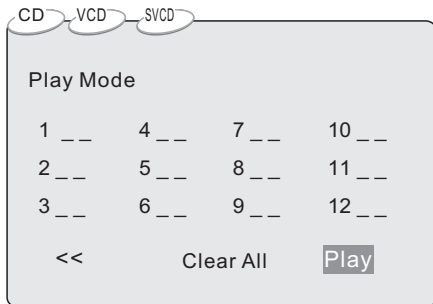 CD VCD SVCD
Play Mode
1 _ _ 4 _ _ 7 _ _ 10 _ _
2 _ _ 5 _ _ 8 _ _ 11 _ _
3 _ _ 6 _ _ 9 _ _ 12 _ _
<< Clear All Play